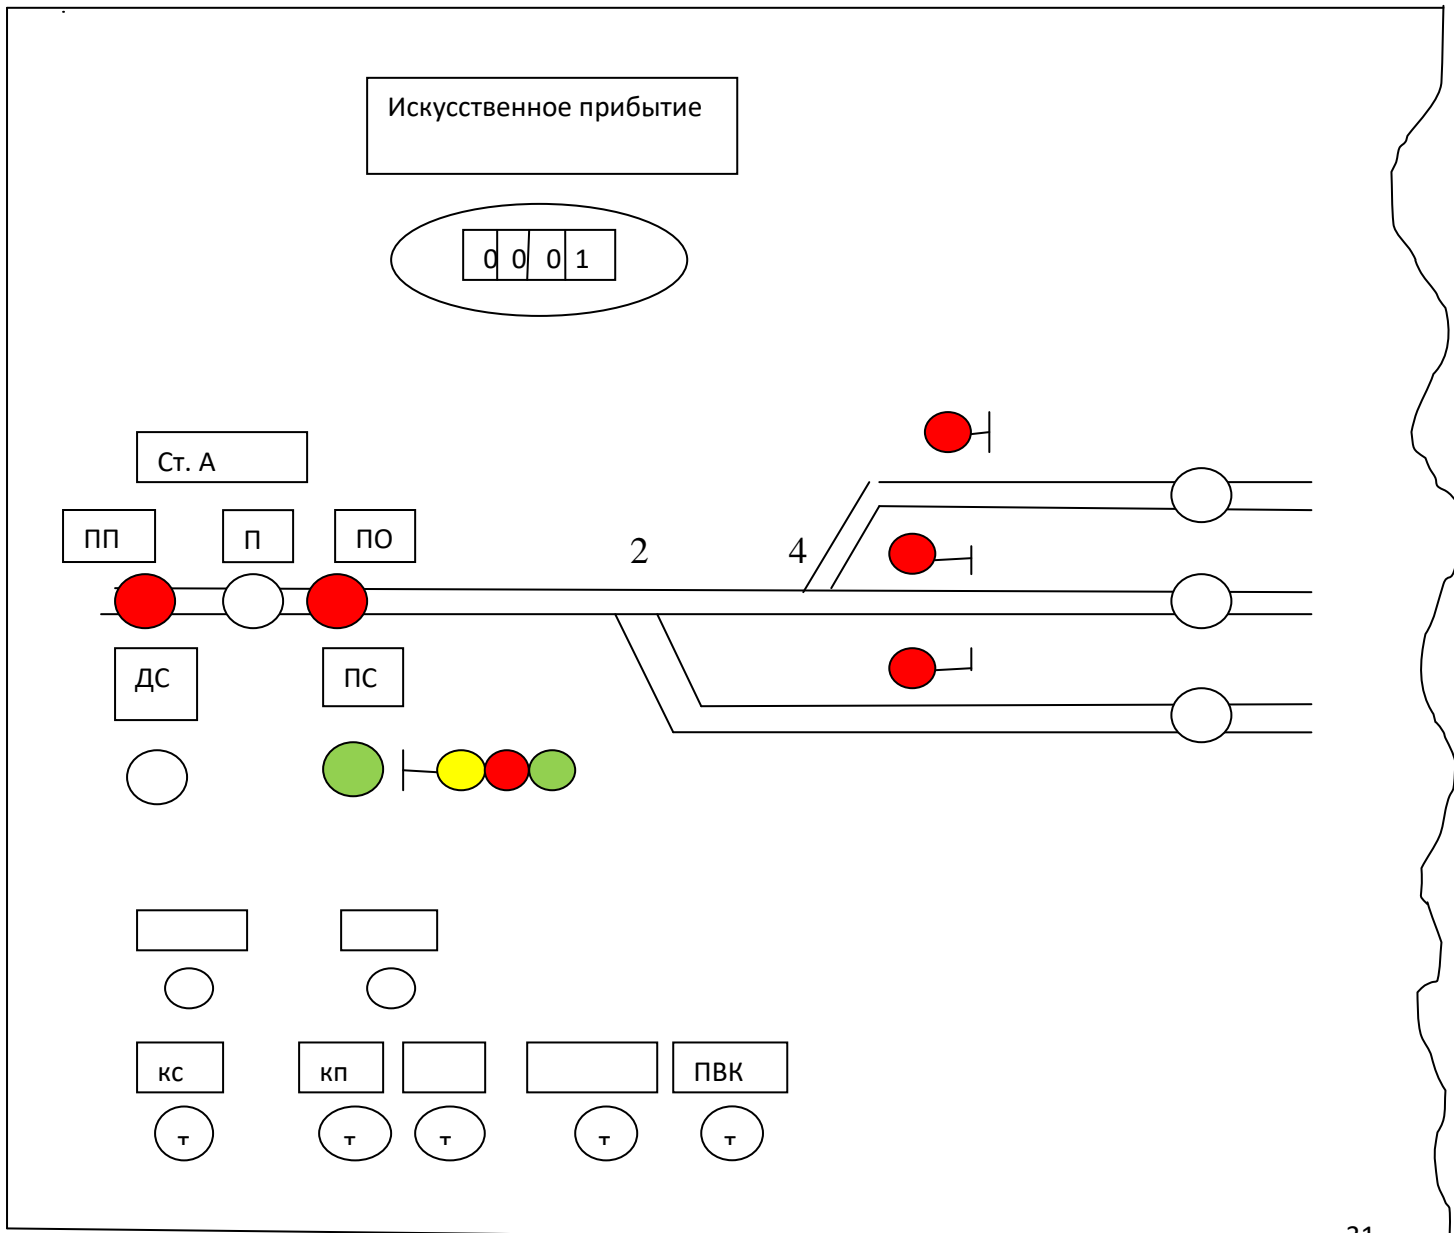 Искусственное прибытие
0 0 0 1
Ст. А
ПП П ПО
2 4
ДС ПС
кс кп ПВК
т т т т т